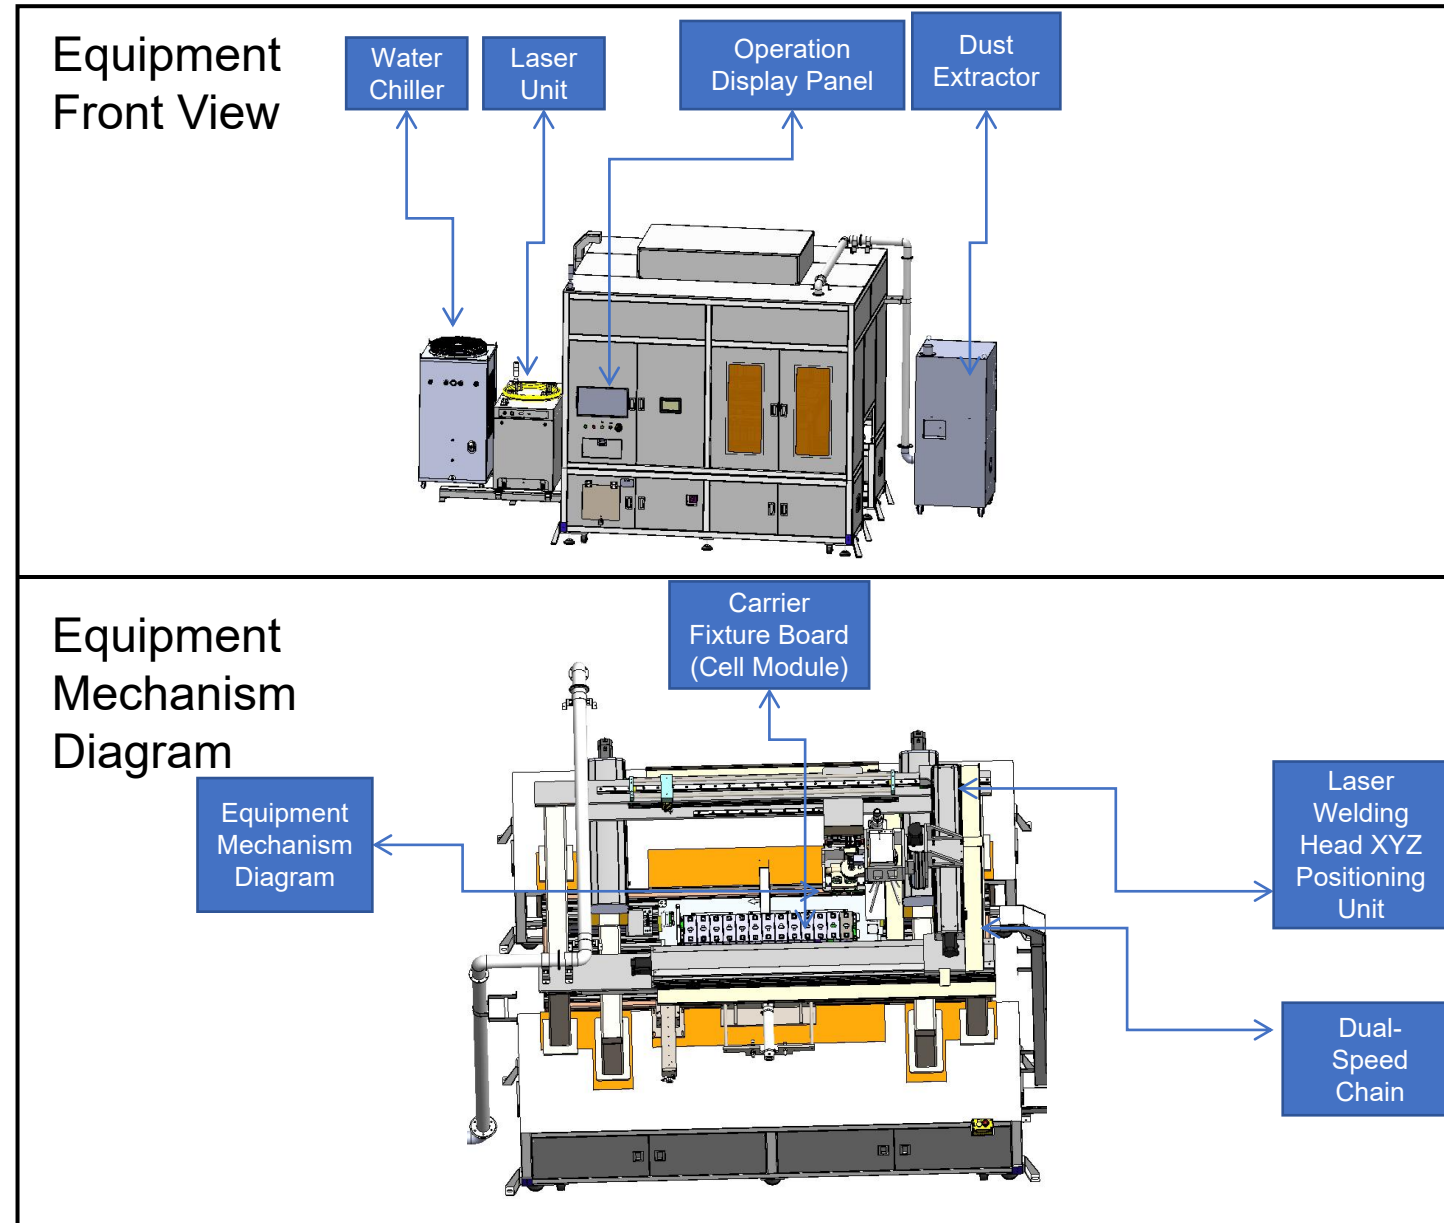 Equipment
Front View
Water
Chiller
Laser
Unit
Operation
Display Panel
Dust
Extractor
Equipment
Mechanism
Diagram
Carrier
Fixture Board
(Cell Module)
Equipment
Mechanism
Diagram
Laser
Welding
Head XYZ
Positioning
Unit
Dual-
Speed
Chain